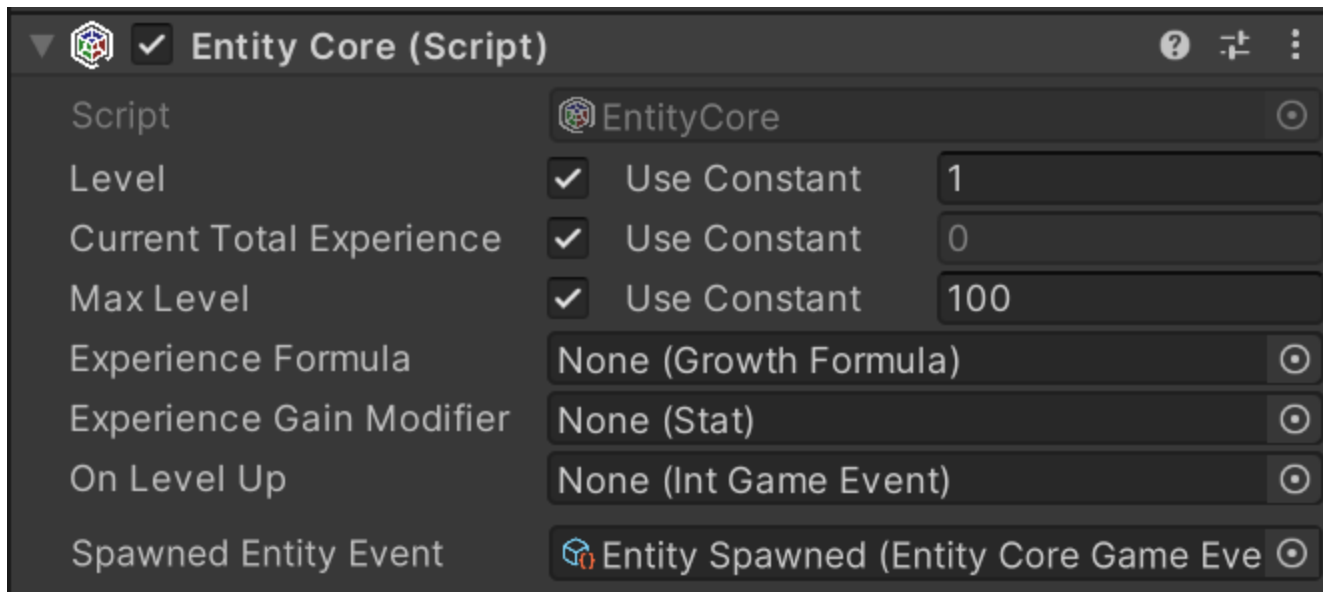 Entity Core (Script)
Script EntityCore
Level Use Constant 1
Current Total Experience Use Constant 0
Max Level Use Constant 100
Experience Formula None (Growth Formula)
Experience Gain Modifier None (Stat)
On Level Up None (Int Game Event)
Spawned Entity Event Entity Spawned (Entity Core Game Eve